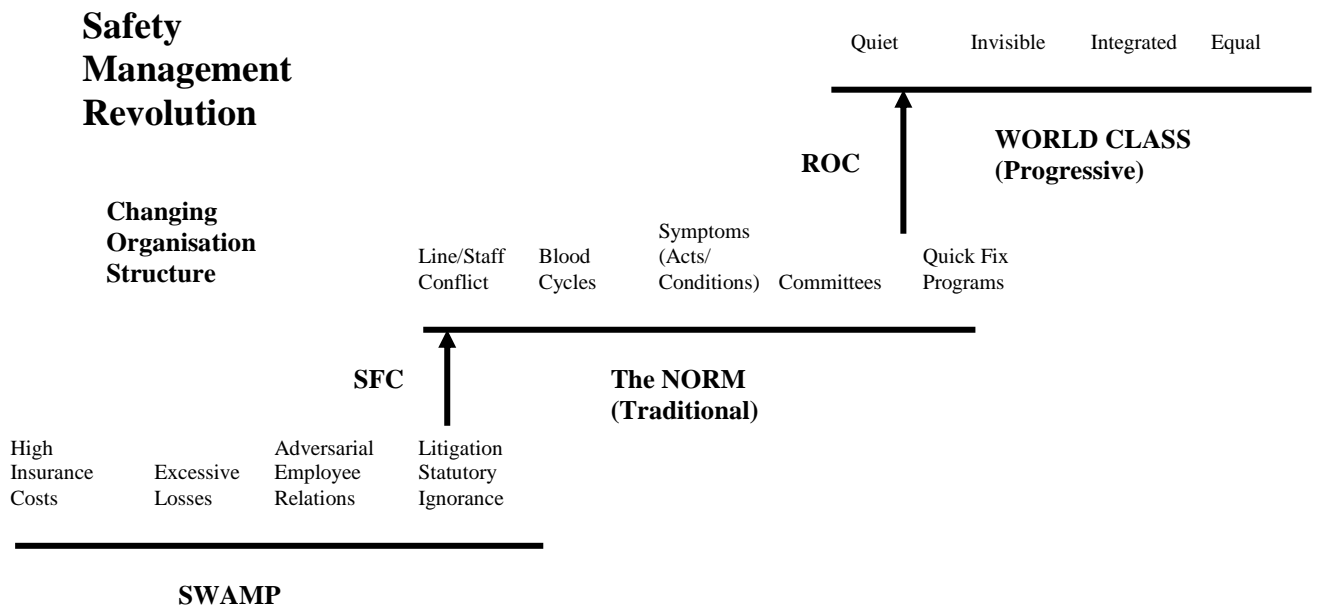 Safety
Management
Revolution
Quiet Invisible Integrated Equal
ROC
WORLD CLASS
(Progressive)
Changing
Organisation
Structure
Line/Staff
Conflict
Blood
Cycles
Symptoms
(Acts/
Conditions)
Committees
Quick Fix
Programs
SFC
The NORM
(Traditional)
High
Insurance
Costs
Excessive
Losses
Adversarial
Employee
Relations
Litigation
Statutory
Ignorance
SWAMP